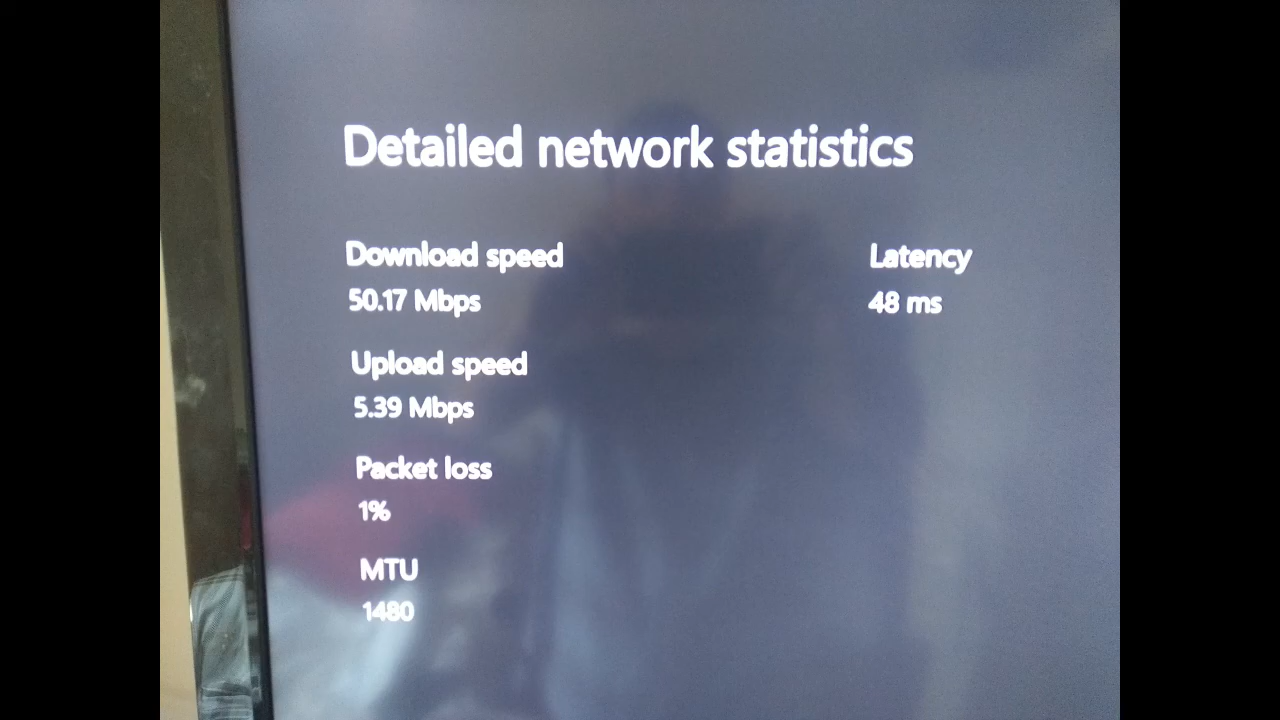 Detailed network statistics
Download speed
50.17 Mbps
Latency
48 ms
Upload speed
5.39 Mbps
Packet loss
1%
MTU
1480